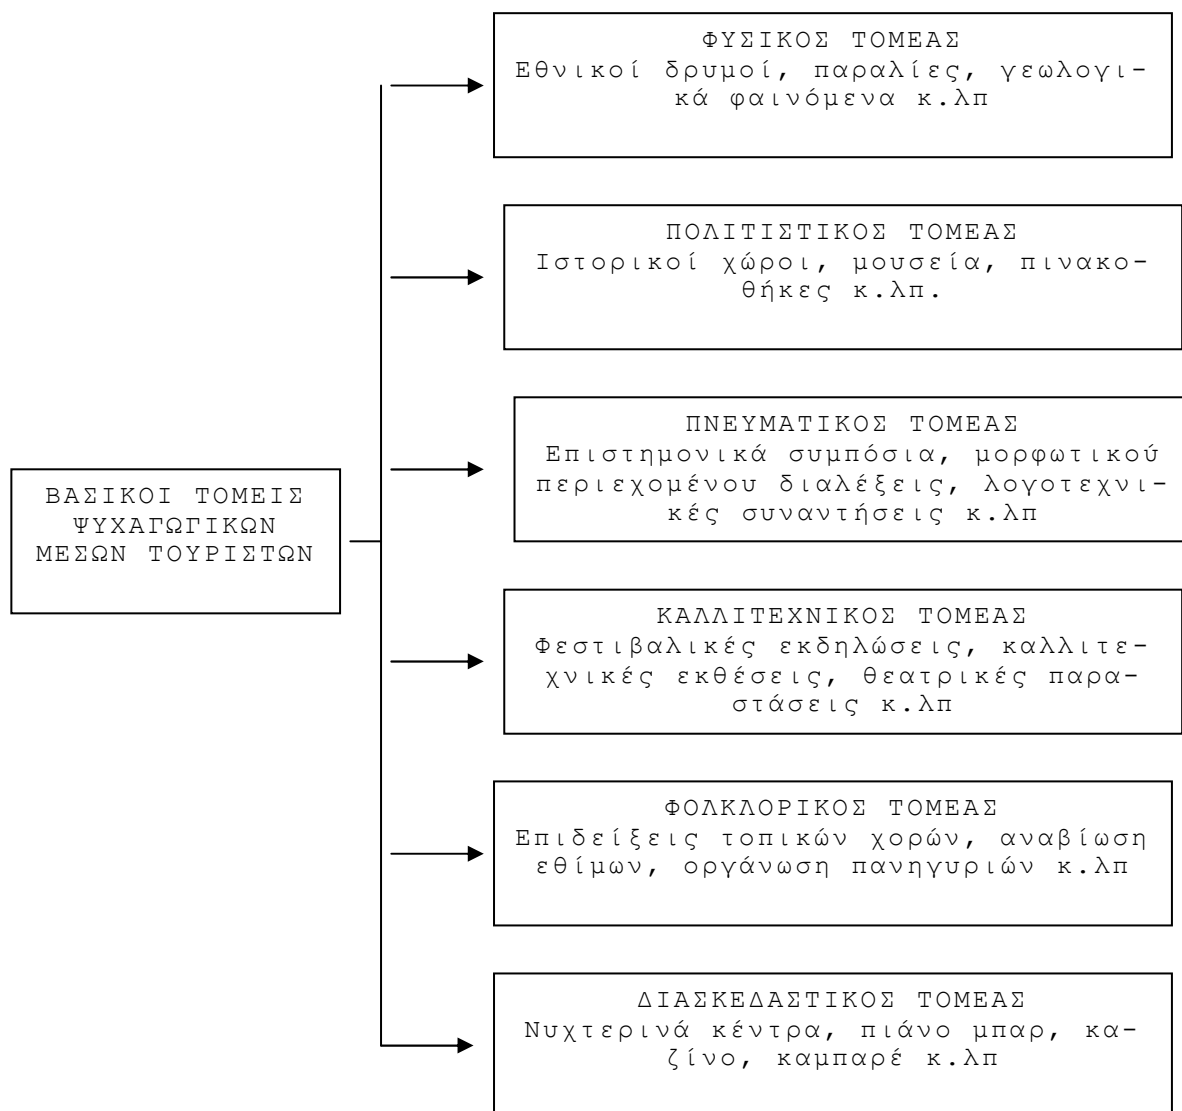 ΦΥΣΙΚΟΣ ΤΟΜΕΑΣ
Εθνικοί δρυμοί, παραλίες, γεωλογι-
κά φαινόμενα κ.λπ
ΠΟΛΙΤΙΣΤΙΚΟΣ ΤΟΜΕΑΣ
Ιστορικοί χώροι, μουσεία, πινακο-
θήκες κ.λπ.
ΠΝΕΥΜΑΤΙΚΟΣ ΤΟΜΕΑΣ
Επιστημονικά συμπόσια, μορφωτικού
περιεχομένου διαλέξεις, λογοτεχνι-
κές συναντήσεις κ.λπ
ΒΑΣΙΚΟΙ ΤΟΜΕΙΣ
ΨΥΧΑΓΩΓΙΚΩΝ
ΜΕΣΩΝ ΤΟΥΡΙΣΤΩΝ
ΚΑΛΛΙΤΕΧΝΙΚΟΣ ΤΟΜΕΑΣ
Φεστιβαλικές εκδηλώσεις, καλλιτε-
χνικές εκθέσεις, θεατρικές παρα-
στάσεις κ.λπ
ΦΟΛΚΛΟΡΙΚΟΣ ΤΟΜΕΑΣ
Επιδείξεις τοπικών χορών, αναβίωση
εθίμων, οργάνωση πανηγυριών κ.λπ
ΔΙΑΣΚΕΔΑΣΤΙΚΟΣ ΤΟΜΕΑΣ
Νυχτερινά κέντρα, πιάνο μπαρ, κα-
ζίνο, καμπαρέ κ.λπ